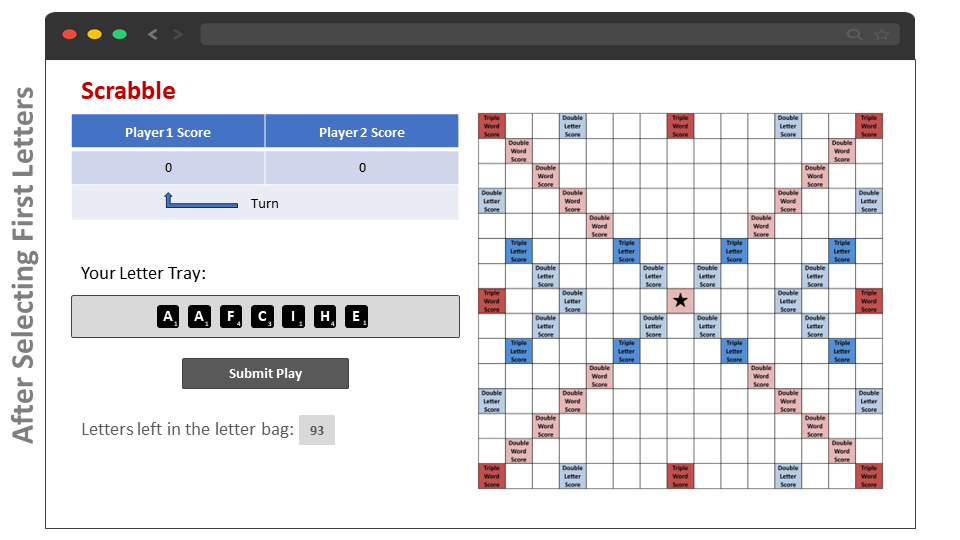 After Selecting First Letters
Scrabble
Player 1 Score Player 2 Score
0 0
Turn
Your Letter Tray:
A1 A1 F4 C3 I1 H4 E1
Submit Play
Letters left in the letter bag: 93
Triple Double Triple Double Triple
Word Letter Word Letter Word
Score Score Score Score Score
Double Double
Word Word
Score Score
Double Double
Word Word
Score Score
Double Double Double Double
Letter Word Word Letter
Score Score Score Score
Double Double
Word Word
Score Score
Triple Triple Triple Triple
Letter Letter Letter Letter
Score Score Score Score
Double Double Double Double
Letter Letter Letter Letter
Score Score Score Score
Triple Double Double Triple
Word Letter Letter Word
Score Score Score Score
Double Double Double Double
Letter Letter Letter Letter
Score Score Score Score
Triple Triple Triple Triple
Letter Letter Letter Letter
Score Score Score Score
Double Double
Word Word
Score Score
Double Double Double Double
Letter Word Word Letter
Score Score Score Score
Double Double
Word Word
Score Score
Double Double
Word Word
Score Score
Triple Double Triple Double Triple
Word Letter Word Letter Word
Score Score Score Score Score